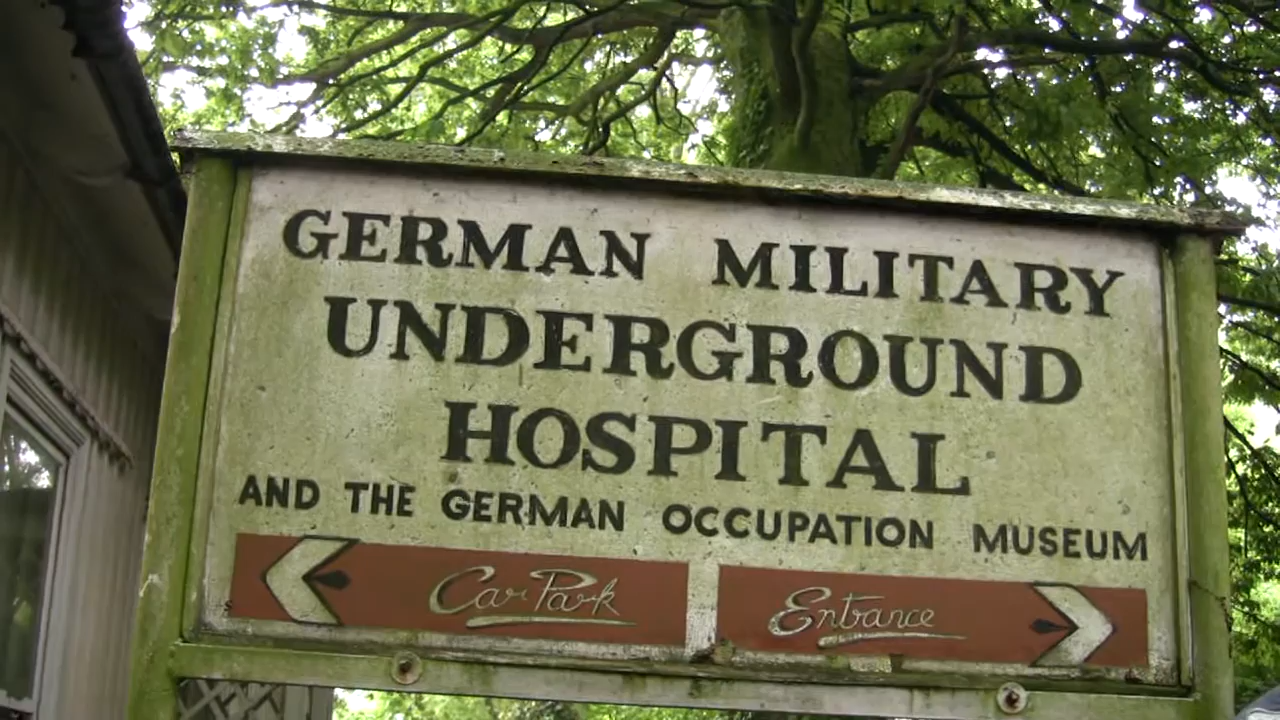 GERMAN MILITARY
UNDERGROUND
HOSPITAL
AND THE GERMAN OCCUPATION MUSEUM
Car Park Entrance